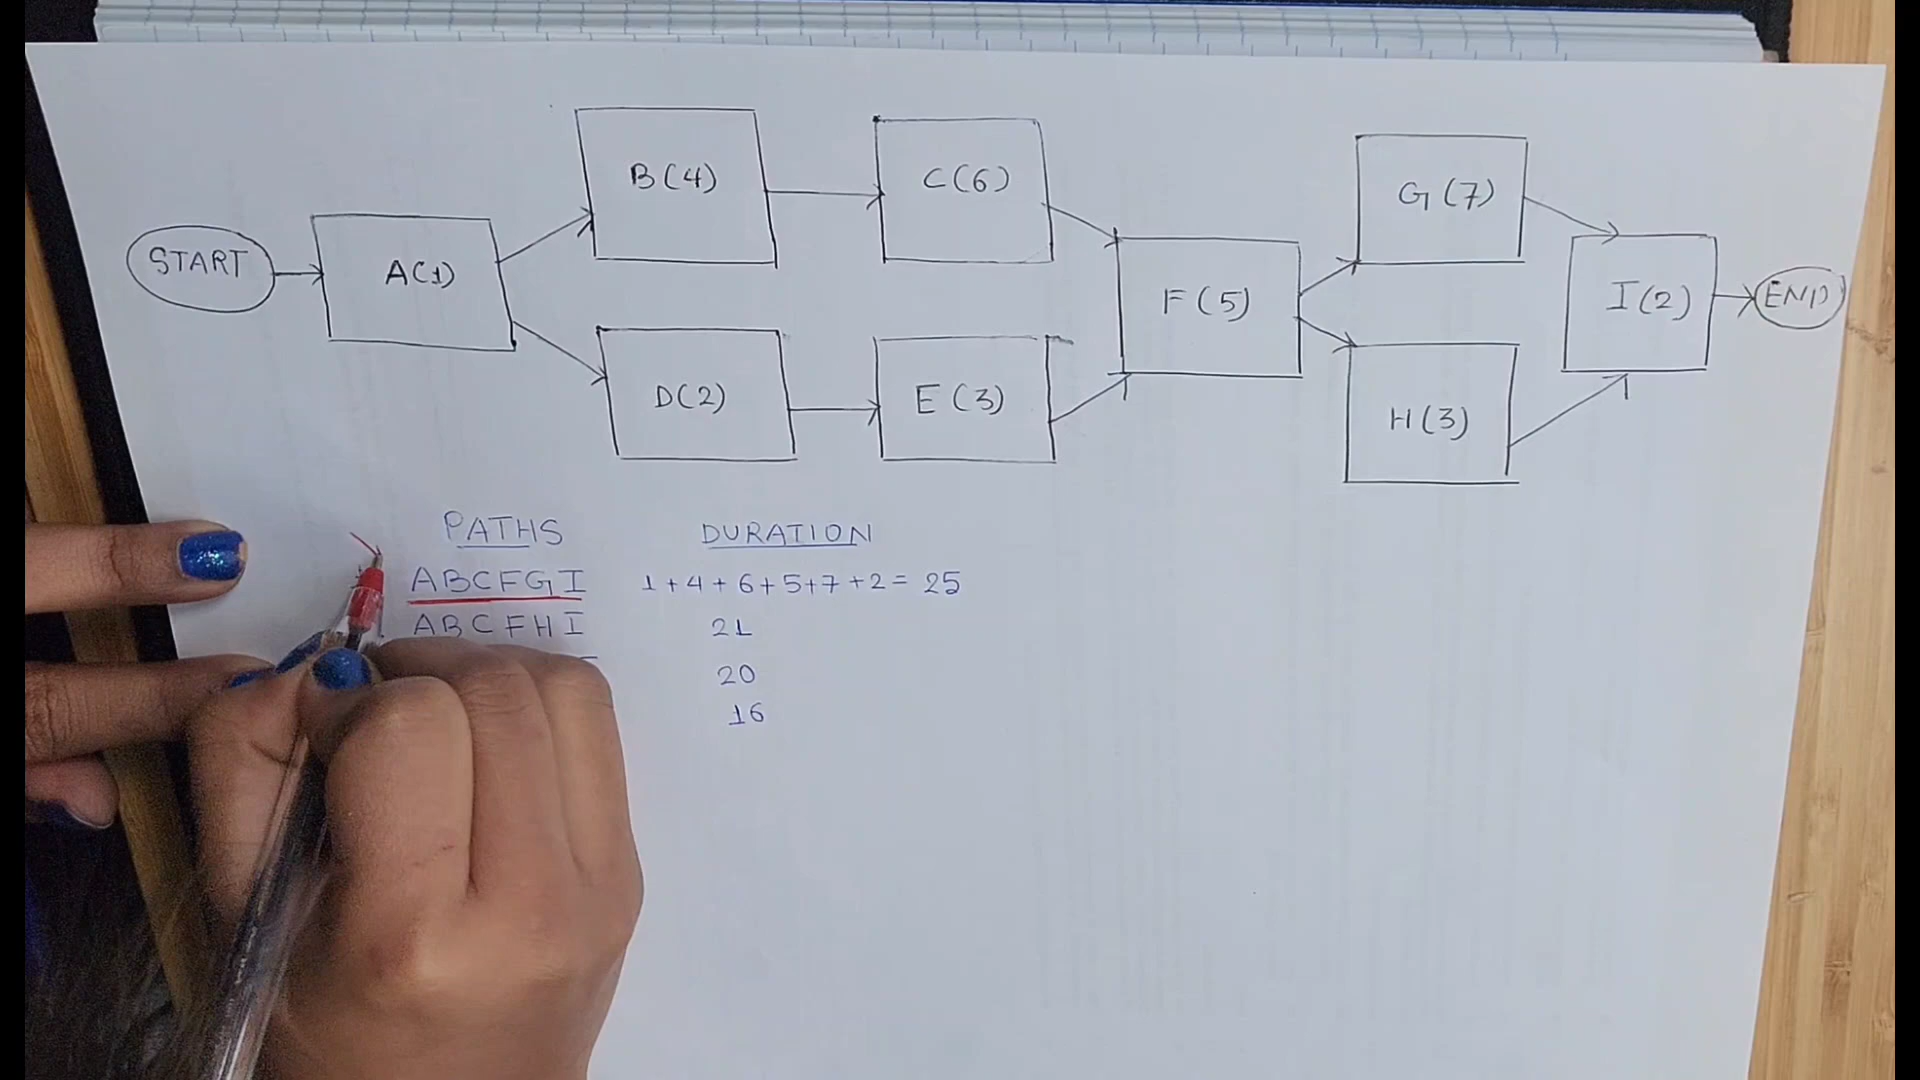 B(4)
C(6)
G(7)
START
A(1)
F(5)
I(2)
END
D(2)
E(3)
H(3)
PATHS DURATION
ABCFGI 1+4+6+5+7+2= 25
ABCFHI 21
20
16